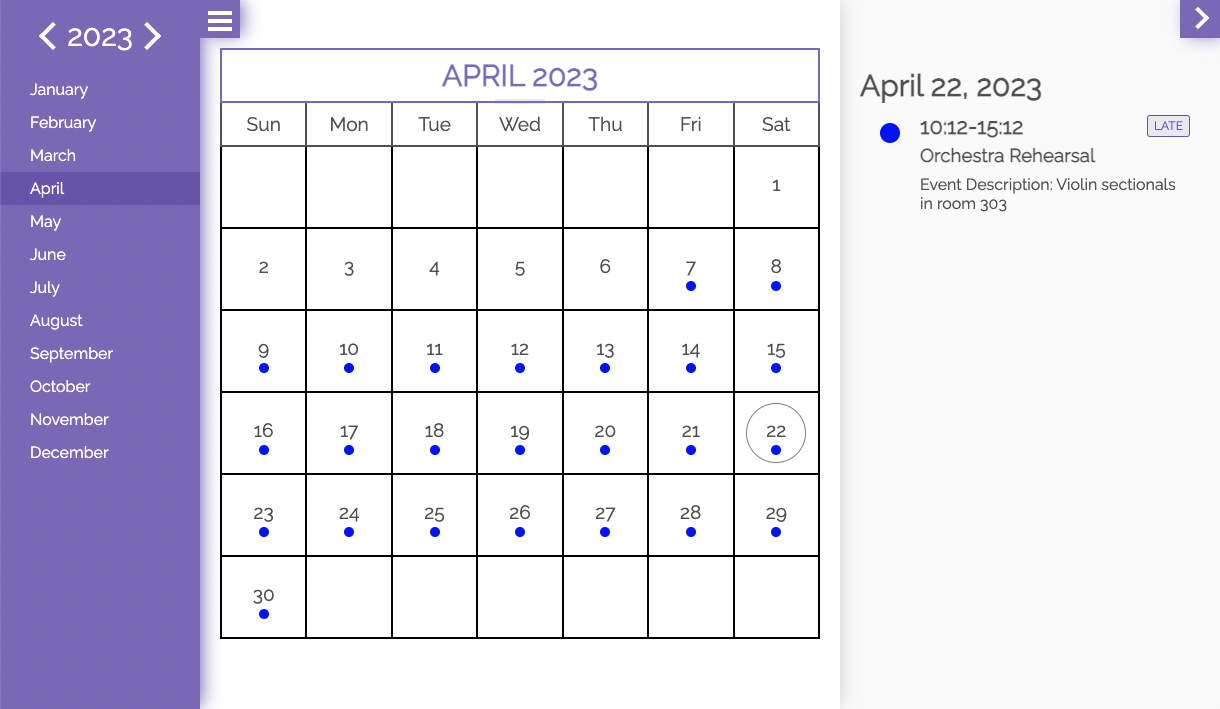 2023
January
February
March
April
May
June
July
August
September
October
November
December
APRIL 2023
Sun Mon Tue Wed Thu Fri Sat
1
2 3 4 5 6 7 8
9 10 11 12 13 14 15
16 17 18 19 20 21 22
23 24 25 26 27 28 29
30
April 22, 2023
10:12-15:12 LATE
Orchestra Rehearsal
Event Description: Violin sectionals
in room 303